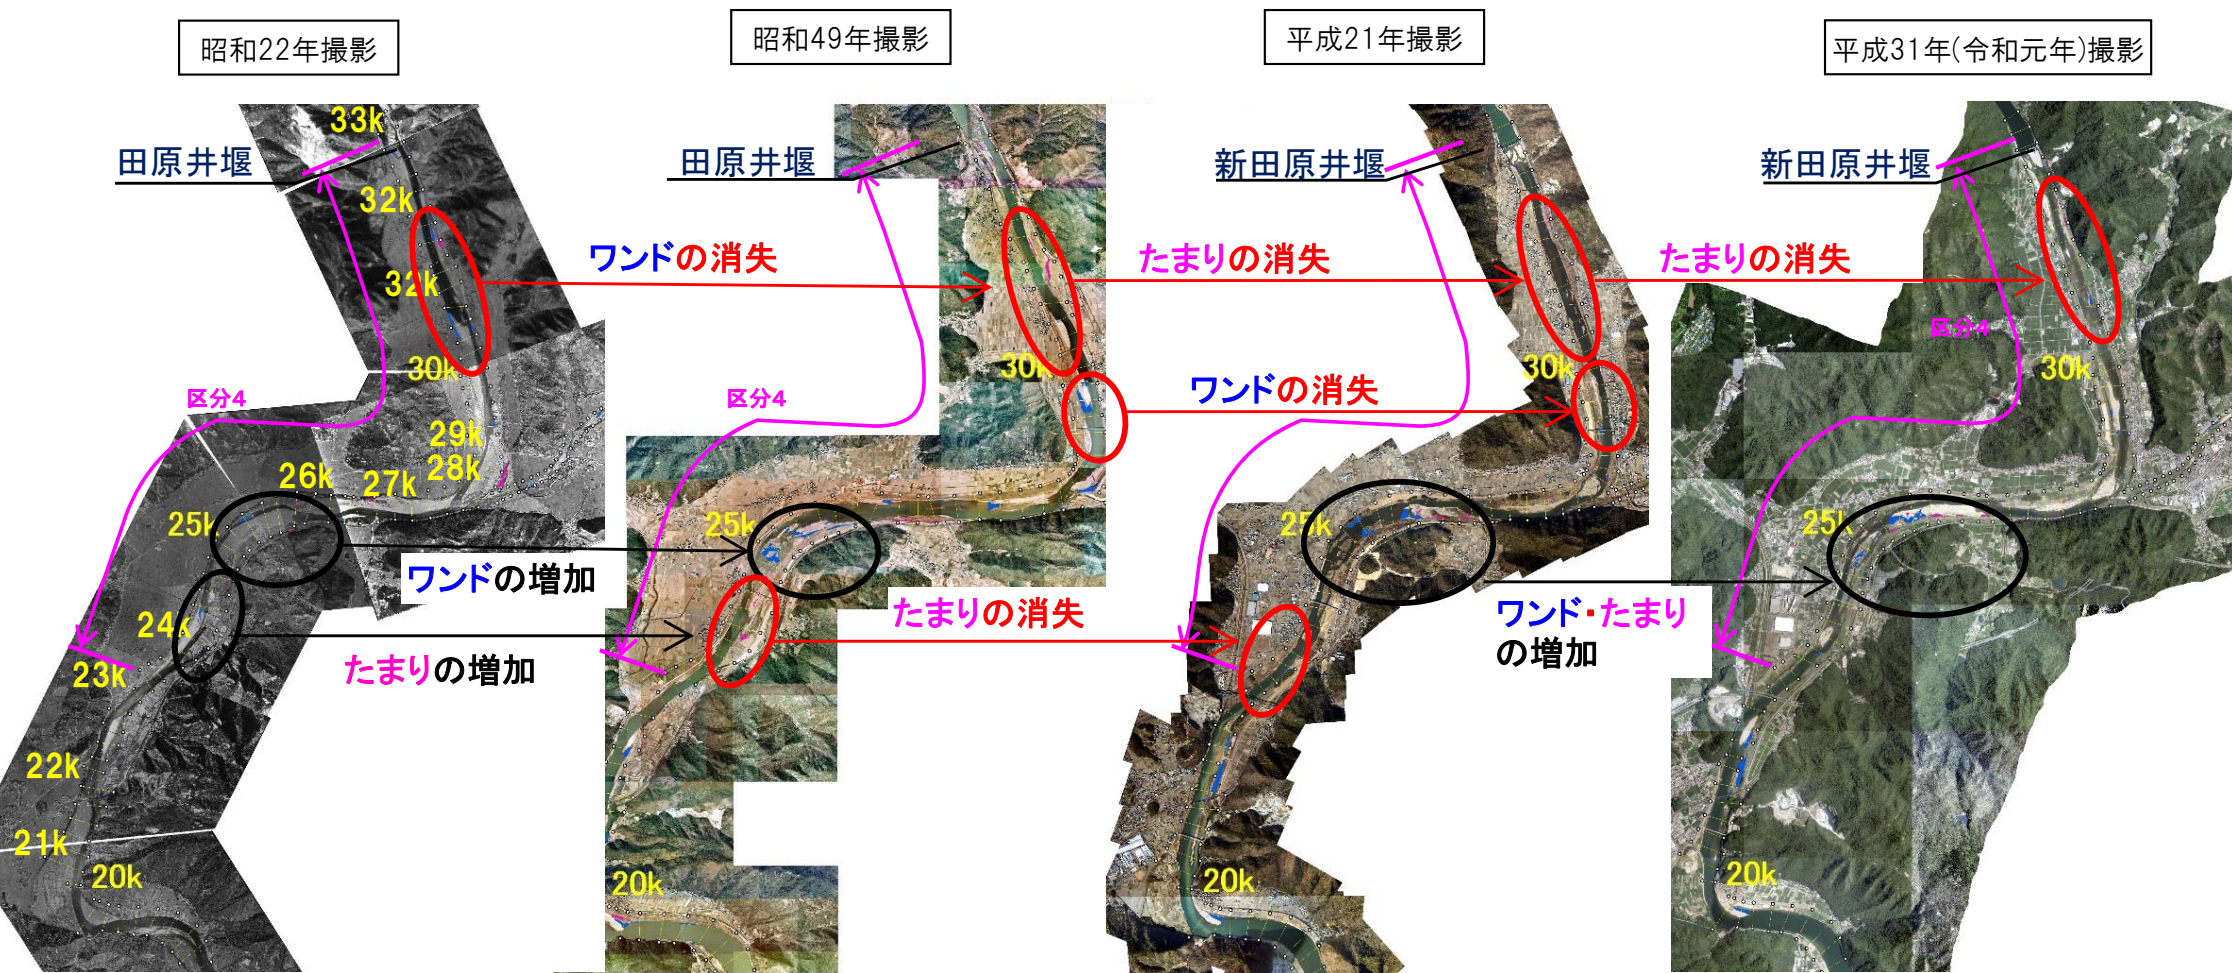 昭和22年撮影
昭和49年撮影
平成21年撮影
平成31年(令和元年)撮影
33k
田原井堰
32k
32k
30k
区分4
29k
28k
27k
26k
25k
24k
23k
22k
21k
20k
ワンドの消失
ワンドの増加
たまりの増加
田原井堰
30k
区分4
25k
20k
たまりの消失
ワンドの消失
たまりの消失
新田原井堰
30k
25k
20k
たまりの消失
ワンド・たまり
の増加
新田原井堰
区分4
30k
25k
20k